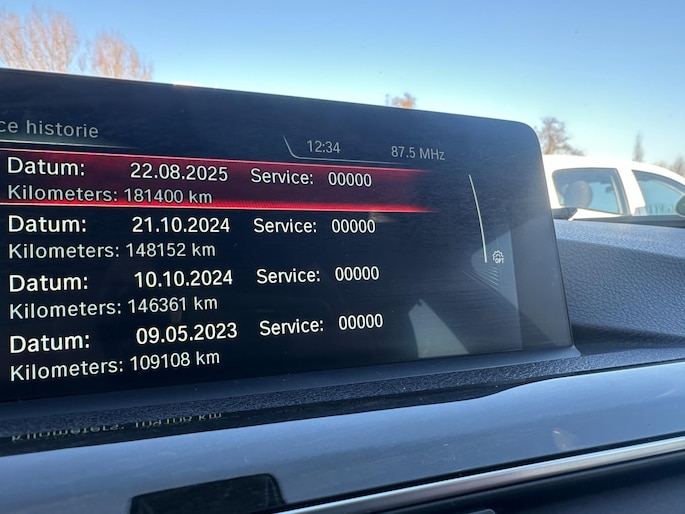 ce historie
12:34 87.5 MHz
Datum: 22.08.2025 Service: 00000
Kilometers: 181400 km
Datum: 21.10.2024 Service: 00000
Kilometers: 148152 km
Datum: 10.10.2024 Service: 00000
Kilometers: 146361 km
Datum: 09.05.2023 Service: 00000
Kilometers: 109108 km
OPT